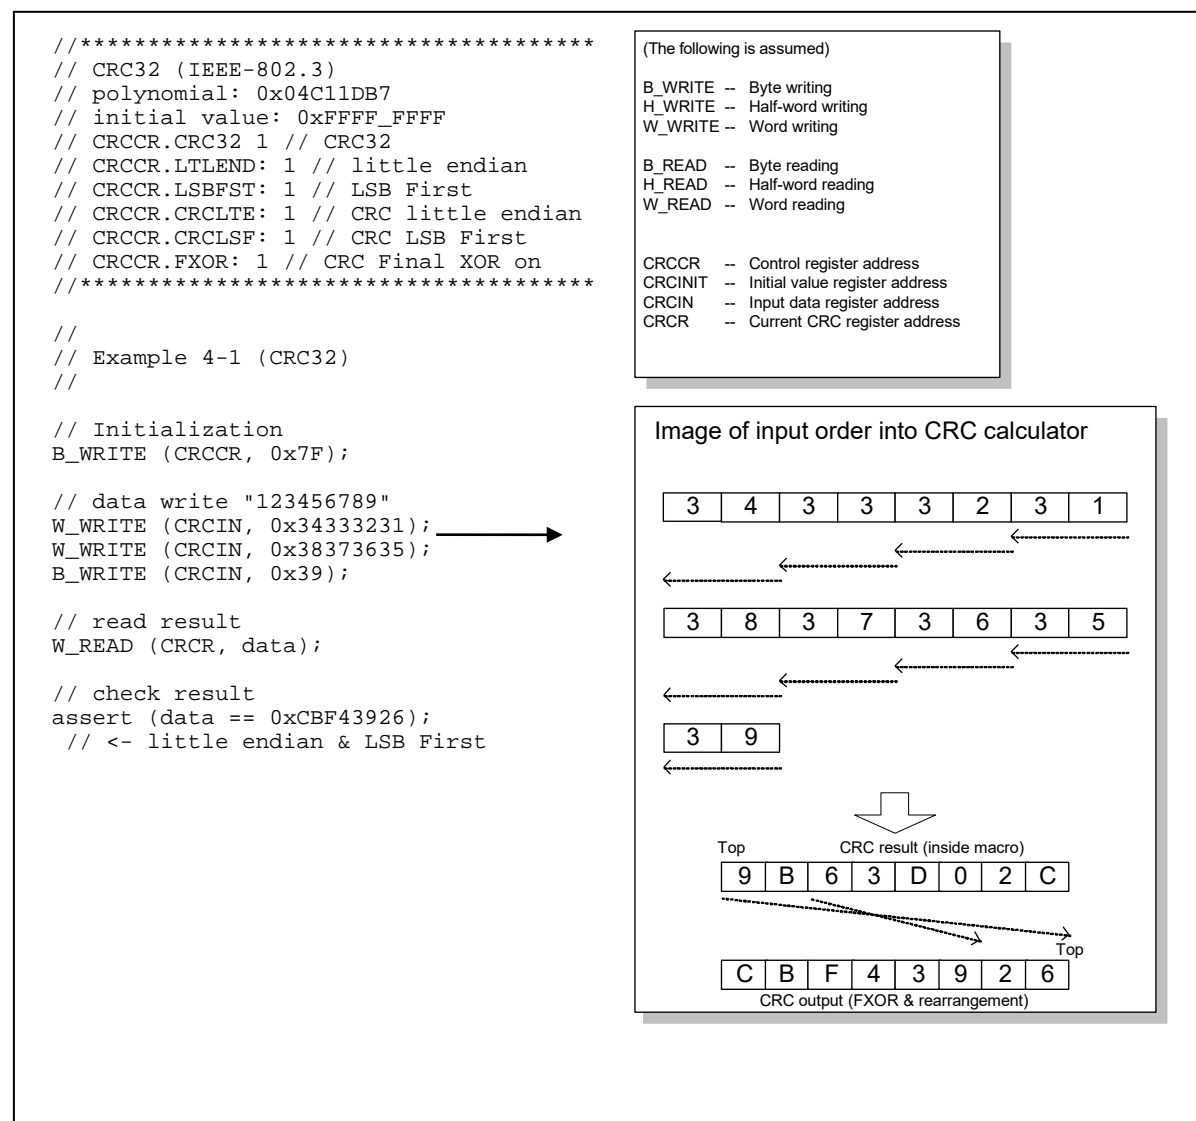 //**************************************
// CRC32 (IEEE-802.3)
// polynomial: 0x04C11DB7
// initial value: 0xFFFF_FFFF
// CRCCR.CRC32 1 // CRC32
// CRCCR.LTLEND: 1 // little endian
// CRCCR.LSBFST: 1 // LSB First
// CRCCR.CRCLTE: 1 // CRC little endian
// CRCCR.CRCLSF: 1 // CRC LSB First
// CRCCR.FXOR: 1 // CRC Final XOR on
//**************************************
//
// Example 4-1 (CRC32)
//
// Initialization
B_WRITE (CRCCR, 0x7F);
// data write "123456789"
W_WRITE (CRCIN, 0x34333231);
W_WRITE (CRCIN, 0x38373635);
B_WRITE (CRCIN, 0x39);
// read result
W_READ (CRCR, data);
// check result
assert (data == 0xCBF43926);
// <- little endian & LSB First
(The following is assumed)
B_WRITE -- Byte writing
H_WRITE -- Half-word writing
W_WRITE -- Word writing
B_READ -- Byte reading
H_READ -- Half-word reading
W_READ -- Word reading
CRCCR -- Control register address
CRCINIT -- Initial value register address
CRCIN -- Input data register address
CRCR -- Current CRC register address
Image of input order into CRC calculator
3 4 3 3 3 2 3 1
3 8 3 7 3 6 3 5
3 9
Top CRC result (inside macro)
9 B 6 3 D 0 2 C
Top
C B F 4 3 9 2 6
CRC output (FXOR & rearrangement)